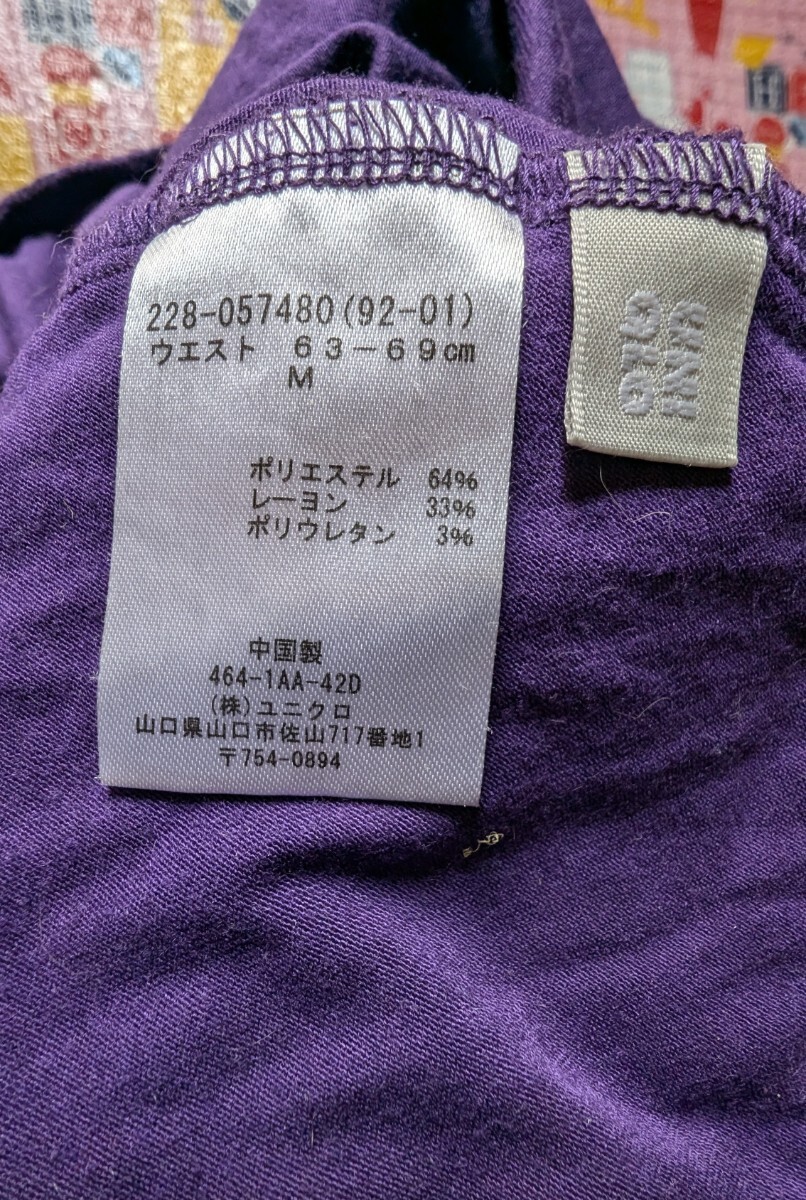 228-057480(92-01)
ウエスト 63-69cm
M
ポリエステル 64%
レーヨン 33%
ポリウレタン 3%
中国製
464-1AA-42D
(株)ユニクロ
山口県山口市佐山717番地1
〒754-0894
UNI
QLO